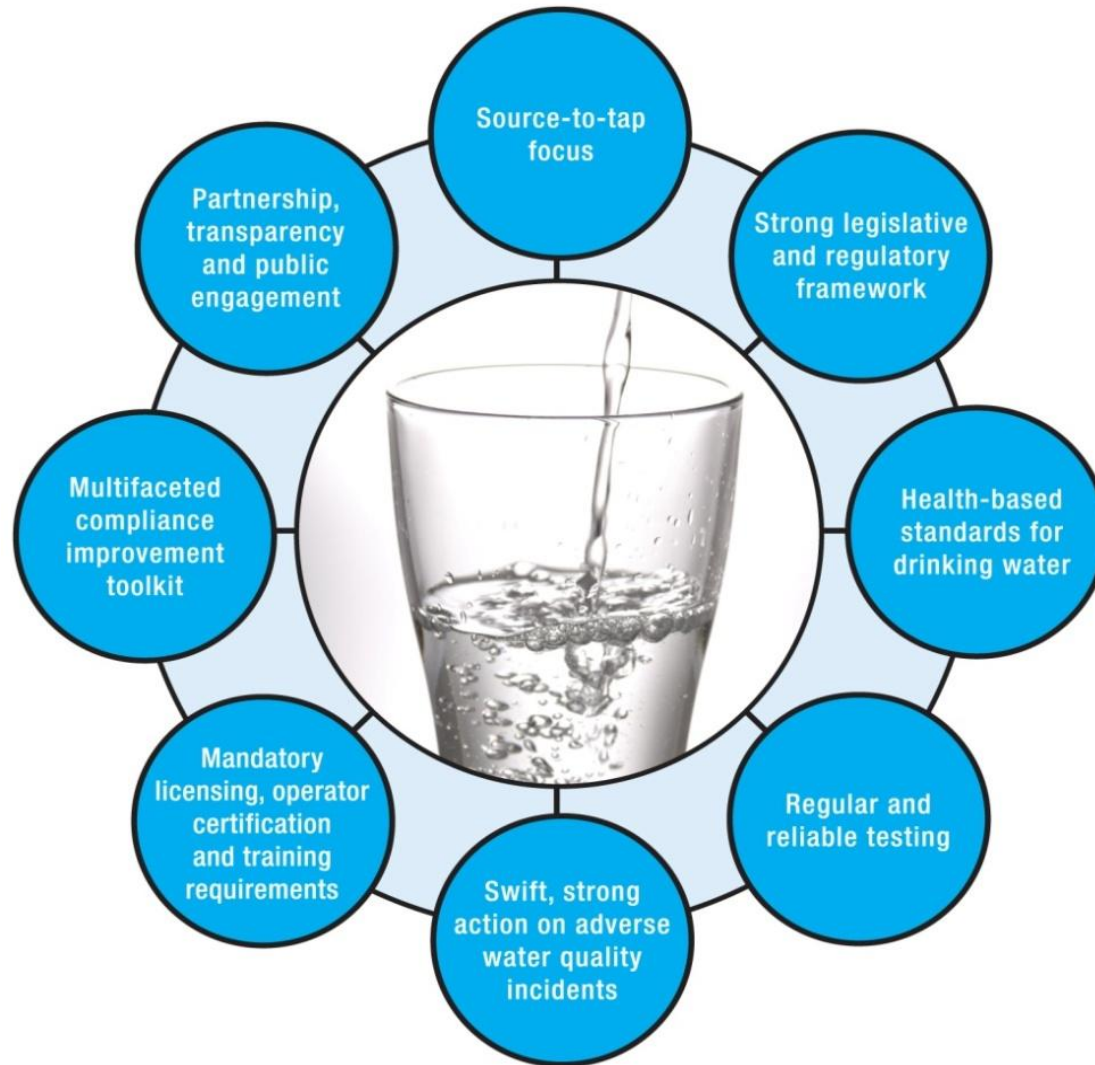 Source-to-tap
focus
Strong legislative
and regulatory
framework
Health-based
standards for
drinking water
Regular and
reliable testing
Swift, strong
action on adverse
water quality
incidents
Mandatory
licensing, operator
certification
and training
requirements
Multifaceted
compliance
improvement
toolkit
Partnership,
transparency
and public
engagement